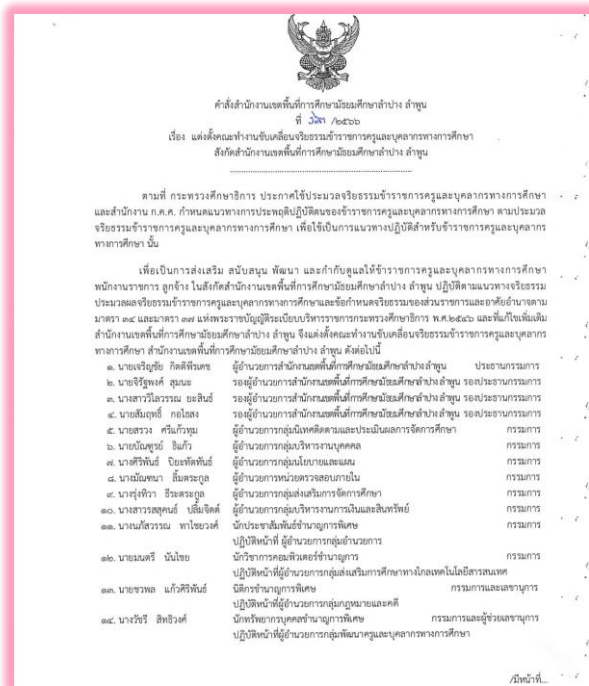 คำสั่งสำนักงานเขตพื้นที่การศึกษามัธยมศึกษาลำปาง ลำพูน
ที่ /๒๕๖๖
เรื่อง แต่งตั้งคณะทำงานขับเคลื่อนจริยธรรมข้าราชการครูและบุคลากรทางการศึกษา
สังกัดสำนักงานเขตพื้นที่การศึกษามัธยมศึกษาลำปาง ลำพูน
ตามที่ กระทรวงศึกษาธิการ ประกาศใช้ประมวลจริยธรรมข้าราชการครูและบุคลากรทางการศึกษา
และสำนักงาน ก.ค.ศ. กำหนดแนวทางการประพฤติปฏิบัติตนของข้าราชการครูและบุคลากรทางการศึกษา ตามประมวล
จริยธรรมข้าราชการครูและบุคลากรทางการศึกษา เพื่อใช้เป็นการแนวทางปฏิบัติสำหรับข้าราชการครูและบุคลากร
ทางการศึกษา นั้น
เพื่อเป็นการส่งเสริม สนับสนุน พัฒนา และกำกับดูแลให้ข้าราชการครูและบุคลากรทางการศึกษา
พนักงานราชการ ลูกจ้าง ในสังกัดสำนักงานเขตพื้นที่การศึกษามัธยมศึกษาลำปาง ลำพูน ปฏิบัติตามแนวทางจริยธรรม
ประมวลผลจริยธรรมข้าราชการครูและบุคลากรทางการศึกษาและข้อกำหนดจริยธรรมของส่วนราชการและอาศัยอำนาจตาม
มาตรา ๓๔ และมาตรา ๓๗ แห่งพระราชบัญญัติระเบียบบริหารราชการกระทรวงศึกษาธิการ พ.ศ.๒๕๔๖ และที่แก้ไขเพิ่มเติม
สำนักงานเขตพื้นที่การศึกษามัธยมศึกษาลำปาง ลำพูน จึงแต่งตั้งคณะทำงานขับเคลื่อนจริยธรรมข้าราชการครูและบุคลากร
ทางการศึกษา สำนักงานเขตพื้นที่การศึกษามัธยมศึกษาลำปาง ลำพูน ดังต่อไปนี้
๑. นายเจริญชัย กิตติพีรเดช ผู้อำนวยการสำนักงานเขตพื้นที่การศึกษามัธยมศึกษาลำปาง ลำพูน ประธานกรรมการ
๒. นายจิรัฐพงศ์ สุมนะ รองผู้อำนวยการสำนักงานเขตพื้นที่การศึกษามัธยมศึกษาลำปาง ลำพูน รองประธานกรรมการ
๓. นางสาววิไลวรรณ ยะสินธ์ รองผู้อำนวยการสำนักงานเขตพื้นที่การศึกษามัธยมศึกษาลำปาง ลำพูน รองประธานกรรมการ
๔. นายสัมฤทธิ์ กอไธสง รองผู้อำนวยการสำนักงานเขตพื้นที่การศึกษามัธยมศึกษาลำปาง ลำพูน รองประธานกรรมการ
๕. นายสรวง ศรีแก้วทุม ผู้อำนวยการกลุ่มนิเทศติดตามและประเมินผลการจัดการศึกษา กรรมการ
๖. นายบัณฑูรย์ ธิแก้ว ผู้อำนวยการกลุ่มบริหารงานบุคคล กรรมการ
๗. นางศิริพันธ์ ปิยะทัตทันธ์ ผู้อำนวยการกลุ่มนโยบายและแผน กรรมการ
๘. นางมัณฑนา ลิ้มตระกูล ผู้อำนวยการหน่วยตรวจสอบภายใน กรรมการ
๙. นางรุ่งทิวา ธีระตระกูล ผู้อำนวยการกลุ่มส่งเสริมการจัดการศึกษา กรรมการ
๑๐. นางสาวรสสุคนธ์ ปลื้มจิตต์ ผู้อำนวยการกลุ่มบริหารงานการเงินและสินทรัพย์ กรรมการ
๑๑. นางนภัสวรรณ ทาไชยวงศ์ นักประชาสัมพันธ์ชำนาญการพิเศษ กรรมการ
ปฏิบัติหน้าที่ ผู้อำนวยการกลุ่มอำนวยการ
๑๒. นายมนตรี นันไชย นักวิชาการคอมพิวเตอร์ชำนาญการ กรรมการ
ปฏิบัติหน้าที่ผู้อำนวยการกลุ่มส่งเสริมการศึกษาทางไกลเทคโนโลยีสารสนเทศ
๑๓. นายชวพล แก้วศิริพันธ์ นิติกรชำนาญการพิเศษ กรรมการและเลขานุการ
ปฏิบัติหน้าที่ผู้อำนวยการกลุ่มกฎหมายและคดี
๑๔. นางวัชรี สิทธิวงศ์ นักทรัพยากรบุคคลชำนาญการพิเศษ กรรมการและผู้ช่วยเลขานุการ
ปฏิบัติหน้าที่ผู้อำนวยการกลุ่มพัฒนาครูและบุคลากรทางการศึกษา
/มีหน้าที่...